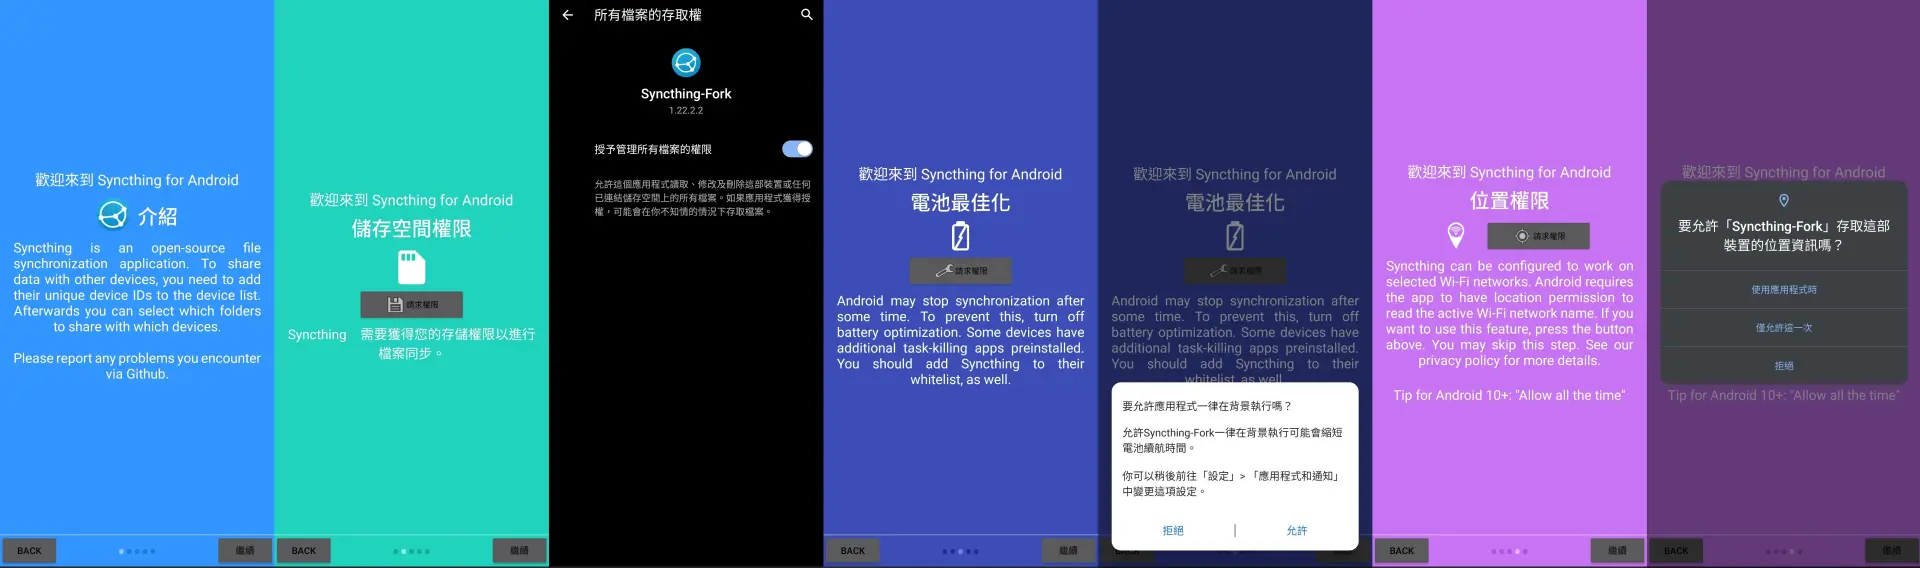 歡迎來到 Syncthing for Android
介紹
Syncthing is an open-source file
synchronization application. To share
data with other devices, you need to add
their unique device IDs to the device list.
Afterwards you can select which folders
to share with which devices.
Please report any problems you encounter
via Github.
BACK
繼續
歡迎來到 Syncthing for Android
儲存空間權限
請求權限
Syncthing 需要獲得您的存儲權限以進行
檔案同步。
BACK
繼續
所有檔案的存取權
Syncthing-Fork
1.22.2.2
授予管理所有檔案的權限
允許這個應用程式讀取、修改及刪除這部裝置或任何
已連結儲存空間上的所有檔案。如果應用程式獲得授
權，可能會在你不知情的情況下存取檔案。
歡迎來到 Syncthing for Android
電池最佳化
請求權限
Android may stop synchronization after
some time. To prevent this, turn off
battery optimization. Some devices have
additional task-killing apps preinstalled.
You should add Syncthing to their
whitelist, as well.
BACK
繼續
歡迎來到 Syncthing for Android
電池最佳化
請求權限
Android may stop synchronization after
some time. To prevent this, turn off
battery optimization. Some devices have
additional task-killing apps preinstalled.
You should add Syncthing to their
whitelist, as well.
要允許應用程式一律在背景執行嗎？
允許Syncthing-Fork一律在背景執行可能會縮短
電池續航時間。
你可以稍後前往「設定」>「應用程式和通知」
中變更這項設定。
拒絕
允許
歡迎來到 Syncthing for Android
位置權限
請求權限
Syncthing can be configured to work on
selected Wi-Fi networks. Android requires
the app to have location permission to
read the active Wi-Fi network name. If you
want to use this feature, press the button
above. You may skip this step. See our
privacy policy for more details.
Tip for Android 10+: "Allow all the time"
BACK
繼續
歡迎來到 Syncthing for Android
要允許「Syncthing-Fork」存取這部
裝置的位置資訊嗎？
使用應用程式時
僅允許這一次
拒絕
Tip for Android 10+: "Allow all the time"
BACK
繼續